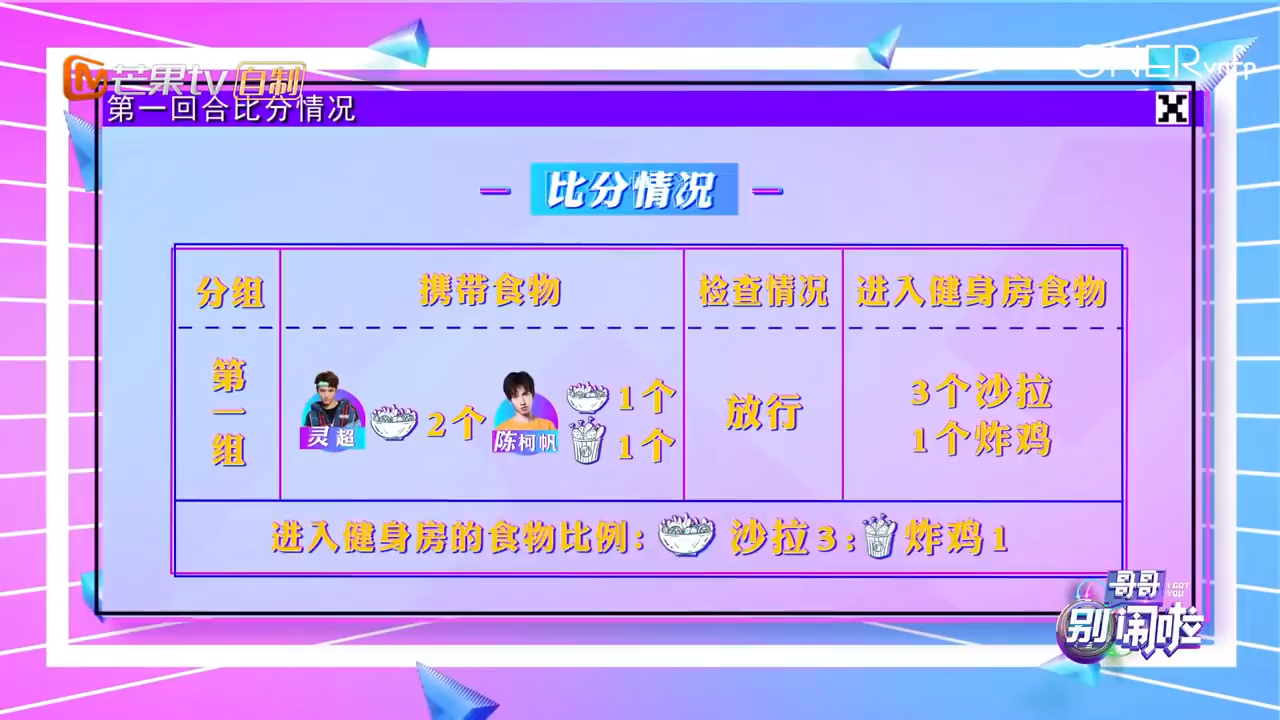 芒果tv 自制
ONER
第一回合比分情况
比分情况
分组 携带食物 检查情况 进入健身房食物
第一组 灵超 2个 陈柯帆 1个 1个 放行 3个沙拉 1个炸鸡
进入健身房的食物比例：沙拉3：炸鸡1
哥哥
I GOT YOU
别闹啦